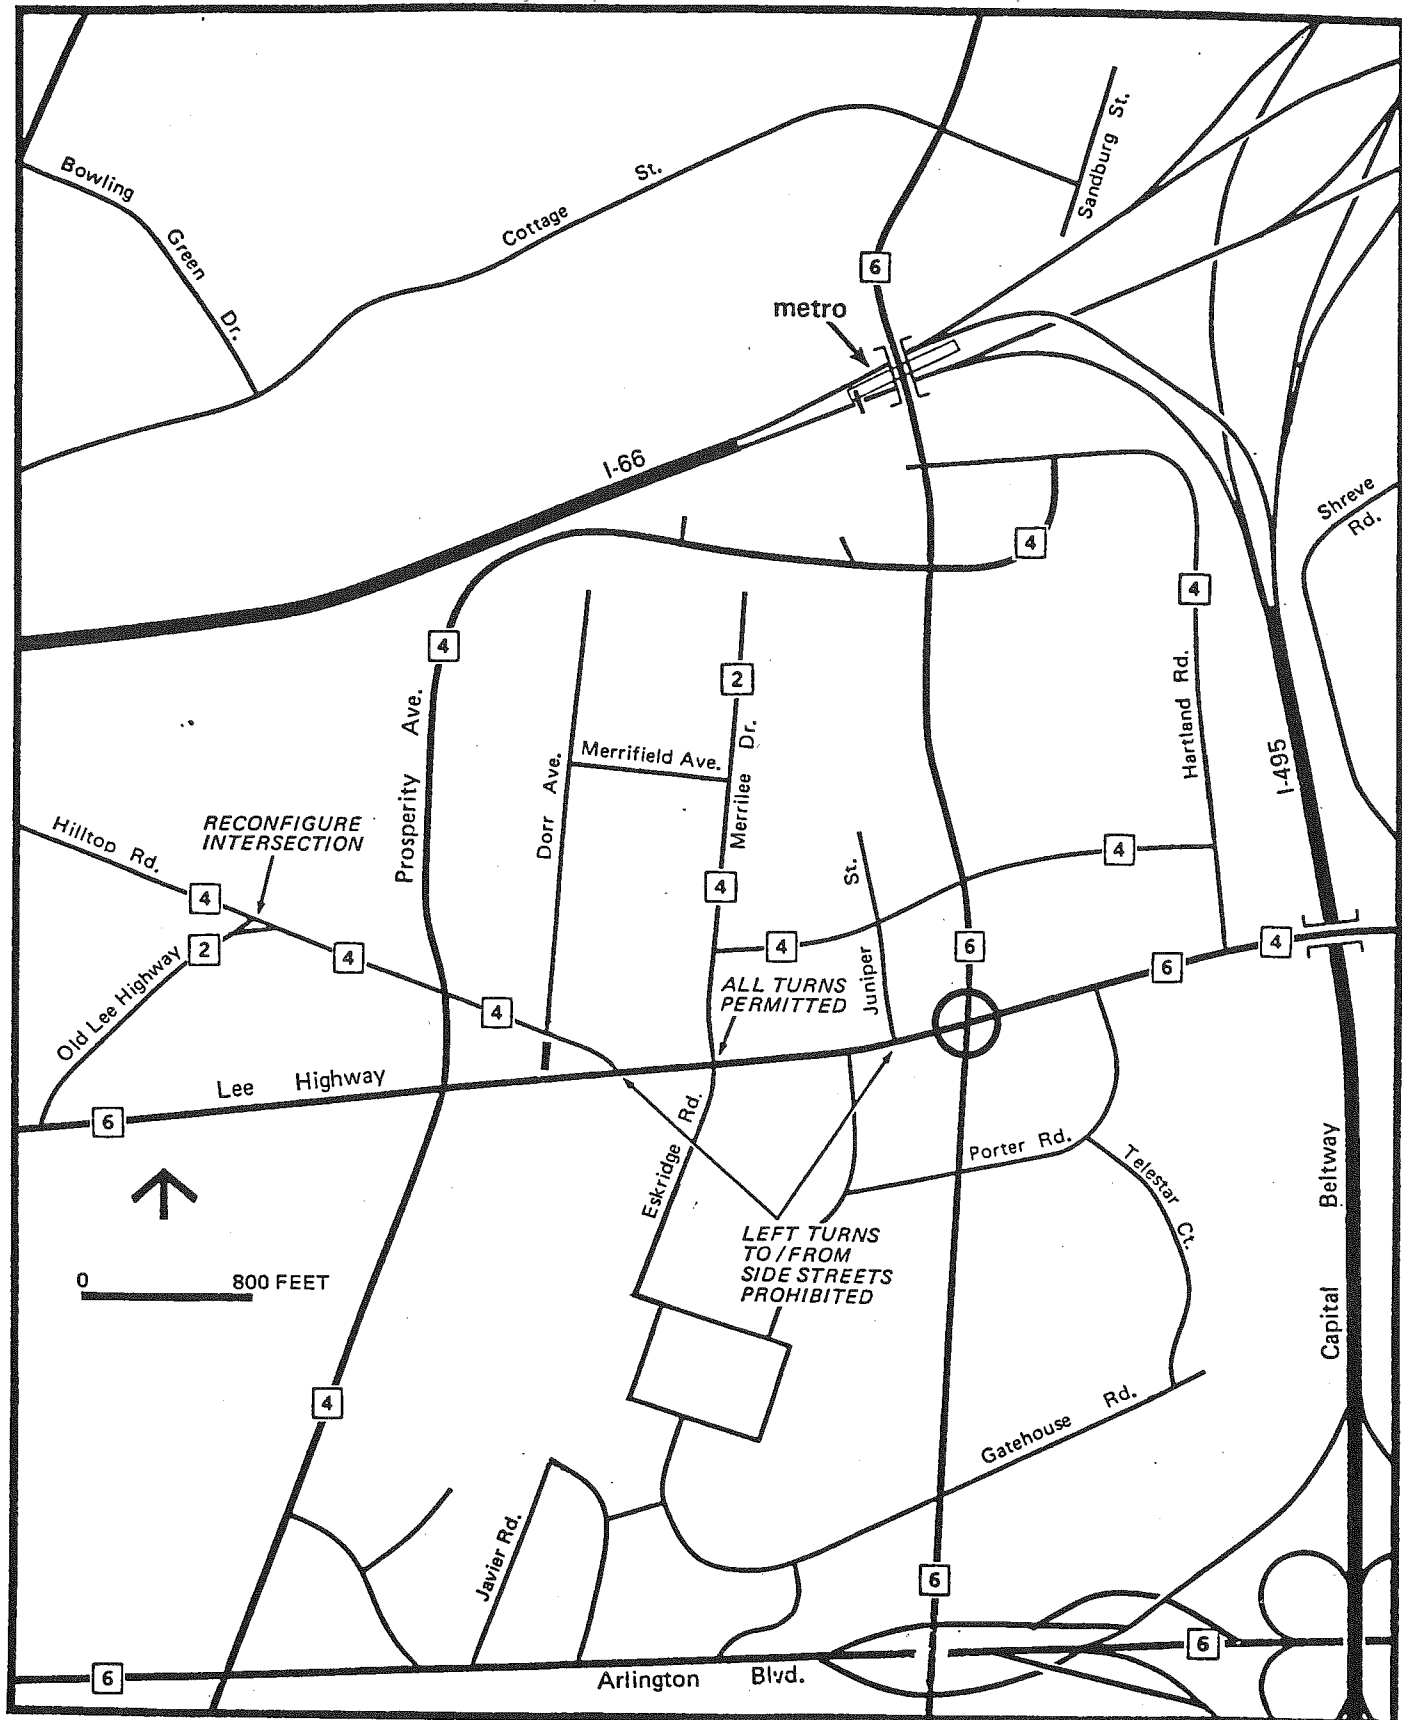 Bowling
Green
Dr.
Cottage St.
Sandburg St.
6
metro
I-66
4
Shreve
Rd.
4
4
2
Hartland Rd.
I-495
Prosperity Ave.
Dorr Ave.
Merrifield Ave.
Merrilee Dr.
Hilltop Rd.
RECONFIGURE
INTERSECTION
4
4
4
St.
Juniper
2
4
4
6
6
4
4
Old Lee Highway
ALL TURNS
PERMITTED
Lee Highway
6
Eskridge Rd.
Porter Rd.
Telestar Ct.
Capital Beltway
LEFT TURNS
TO/FROM
SIDE STREETS
PROHIBITED
0 800 FEET
4
Gatehouse Rd.
Javier Rd.
6
6
6
Arlington Blvd.